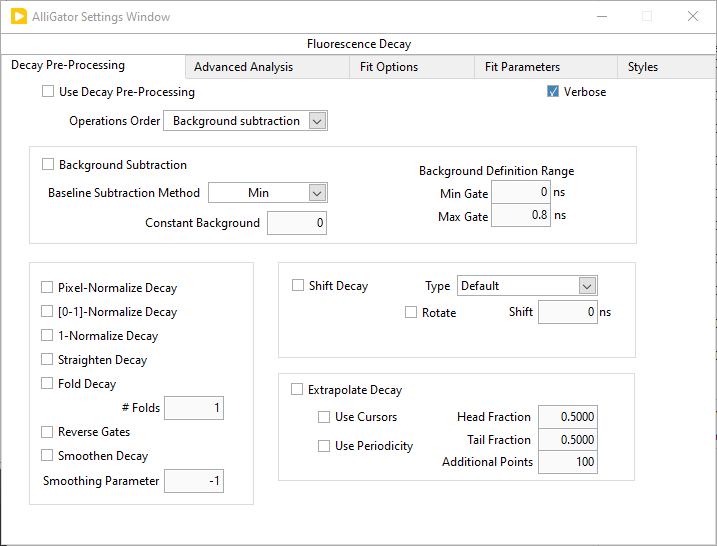 AlliGator Settings Window
Fluorescence Decay
Decay Pre-Processing Advanced Analysis Fit Options Fit Parameters Styles
Use Decay Pre-Processing Verbose
Operations Order Background subtraction
Background Subtraction
Background Definition Range
Baseline Subtraction Method Min
Min Gate 0 ns
Max Gate 0.8 ns
Constant Background 0
Pixel-Normalize Decay
[0-1]-Normalize Decay
1-Normalize Decay
Straighten Decay
Fold Decay
# Folds 1
Reverse Gates
Smoothen Decay
Smoothing Parameter -1
Shift Decay Type Default
Rotate Shift 0 ns
Extrapolate Decay
Use Cursors Head Fraction 0.5000
Use Periodicity Tail Fraction 0.5000
Additional Points 100